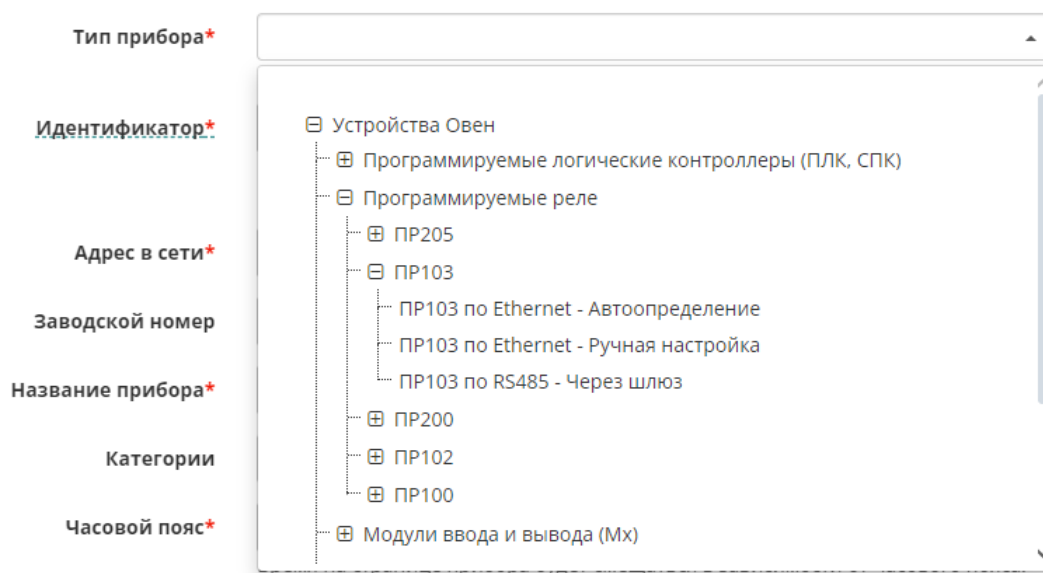 Тип прибора*
Идентификатор*
Адрес в сети*
Заводской номер
Название прибора*
Категории
Часовой пояс*
Устройства Овен
Программируемые логические контроллеры (ПЛК, СПК)
Программируемые реле
ПР205
ПР103
ПР103 по Ethernet - Автоопределение
ПР103 по Ethernet - Ручная настройка
ПР103 по RS485 - Через шлюз
ПР200
ПР102
ПР100
Модули ввода и вывода (Мх)